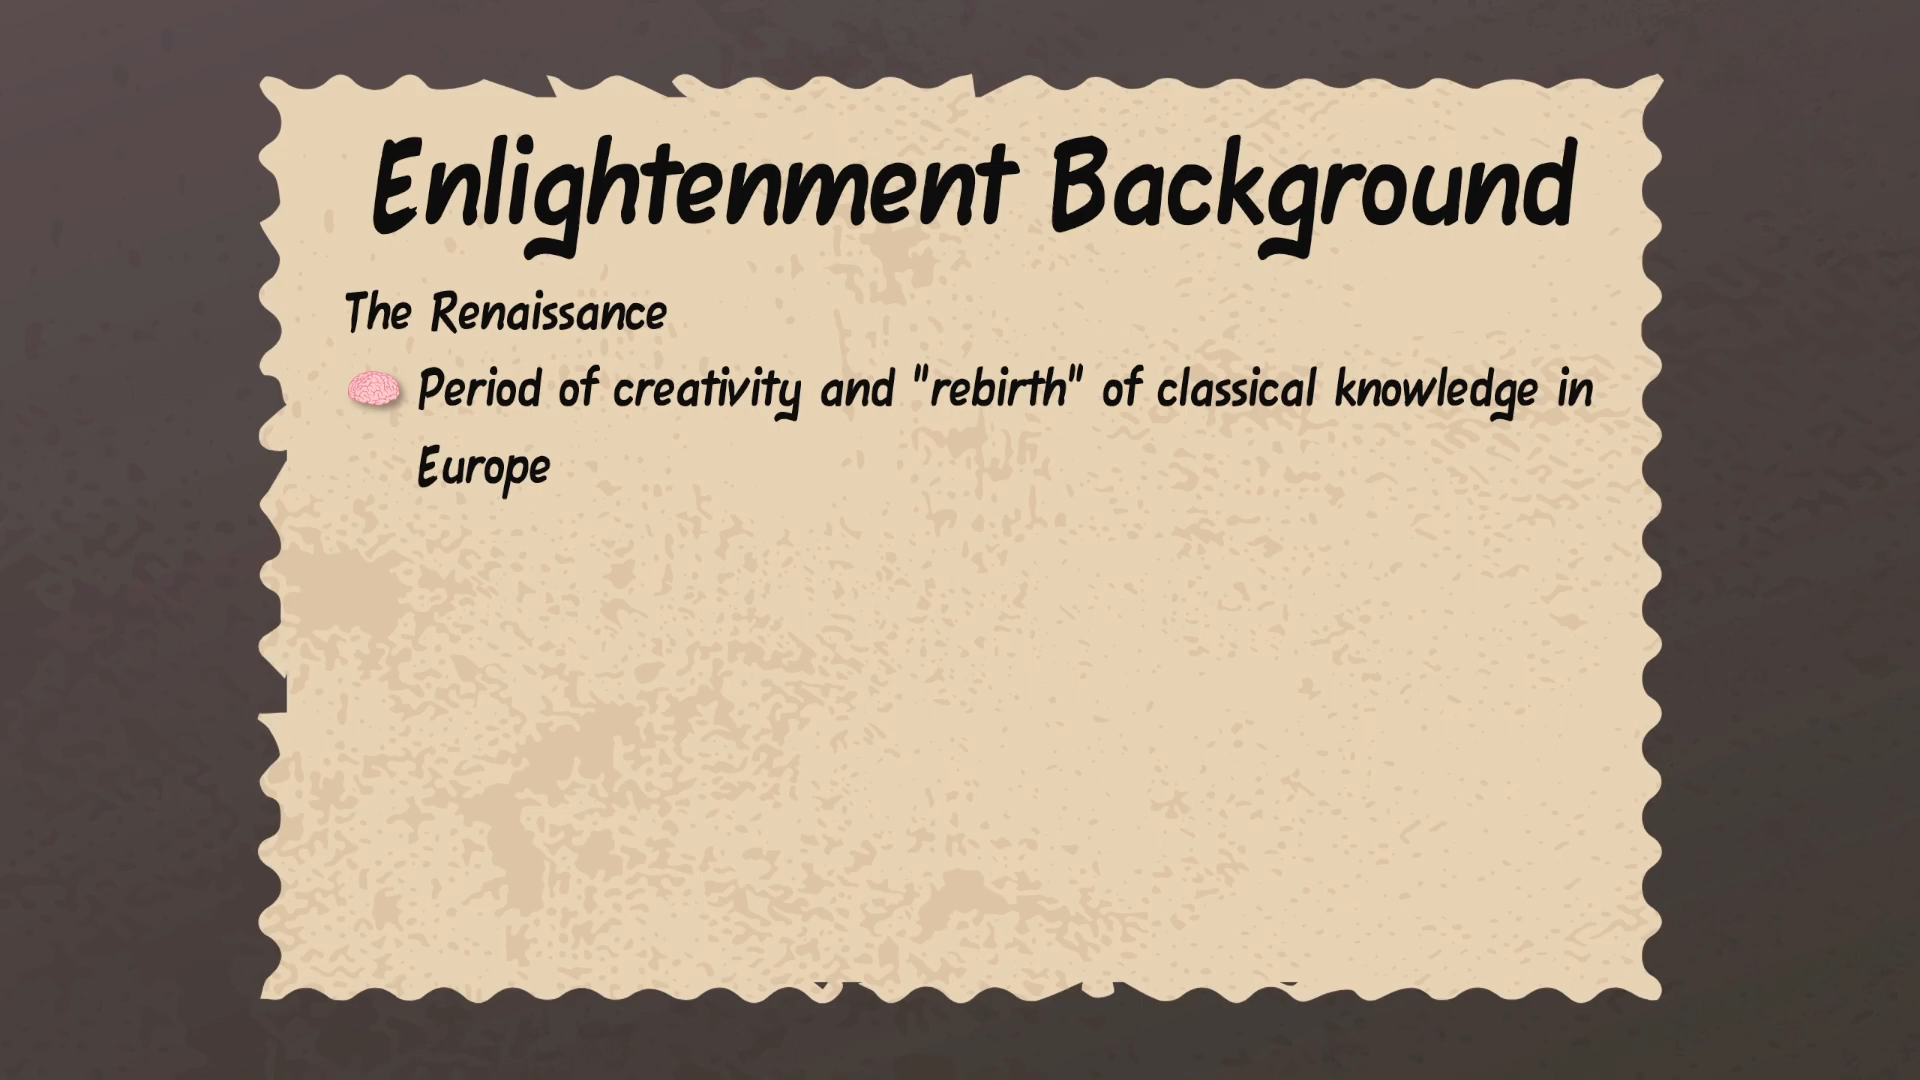 Enlightenment Background
The Renaissance
Period of creativity and "rebirth" of classical knowledge in
Europe